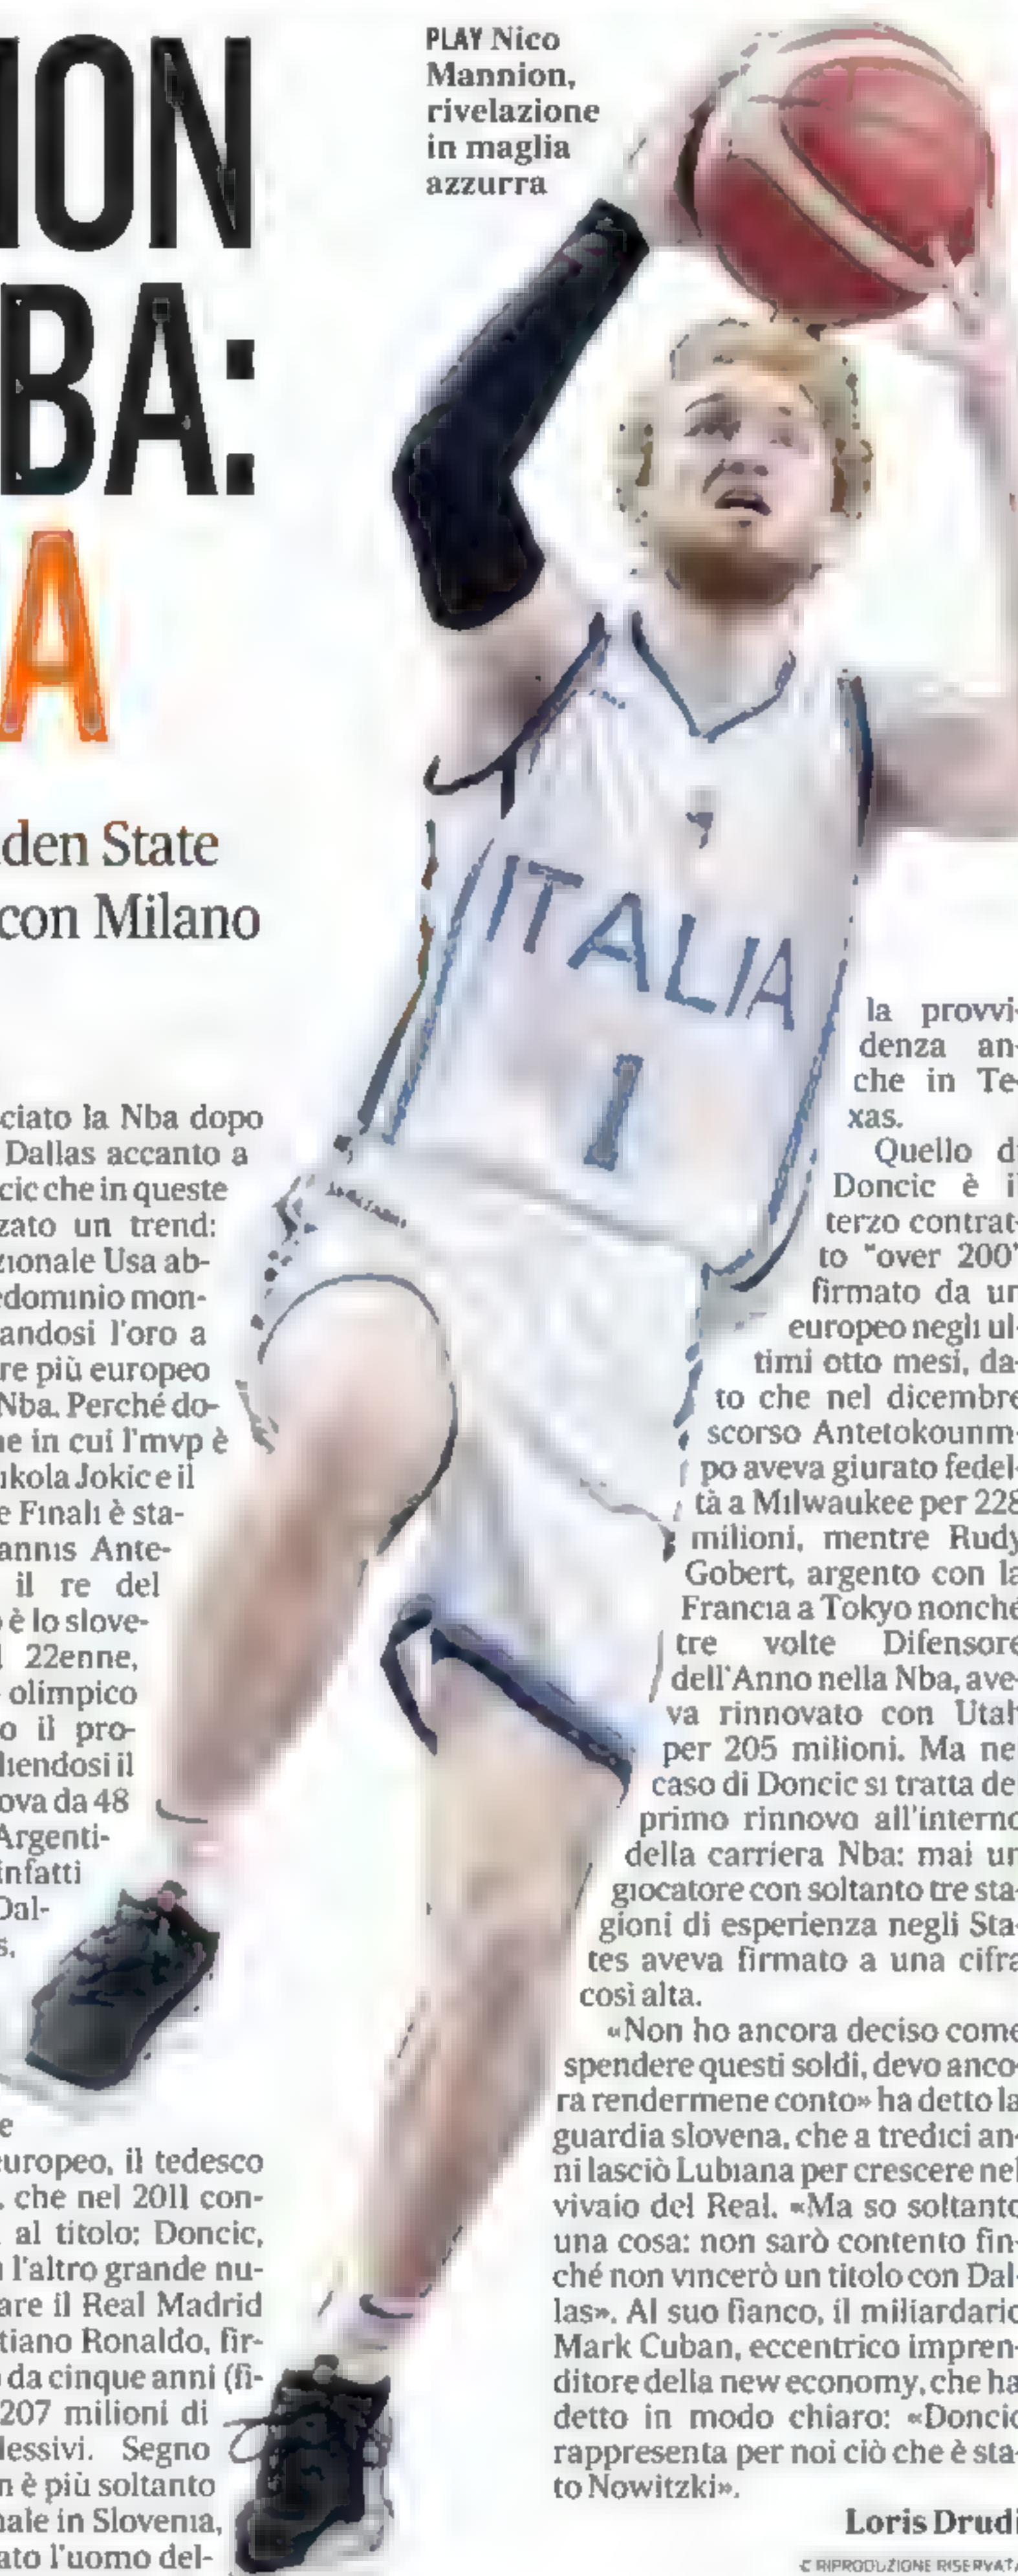 ION
BA:
A
den State
con Milano
PLAY Nico
Mannion,
rivelazione
in maglia
azzurra
ITALIA
1
ciato la Nba dopo
Dallas accanto a
cic che in queste
zato un trend:
zionale Usa ab-
edominio mon-
andosi l'oro a
re più europeo
Nba. Perché do-
ne in cui l'mvp è
ikola Jokic e il
e Finali è sta-
annis Ante-
il re del
è lo slove-
22enne,
olimpico
o il pro-
liendosi il
ova da 48
Argenti-
infatti
Dal-
s,
e
europeo, il tedesco
, che nel 2011 con-
al titolo: Doncic,
l'altro grande nu-
are il Real Madrid
tiano Ronaldo, fir-
da cinque anni (fi-
207 milioni di
lessivi. Segno
n è più soltanto
nale in Slovenia,
ato l'uomo del-
la provvi-
denza an-
che in Te-
xas.
Quello di
Doncic è il
terzo contrat-
to "over 200"
firmato da un
europeo negli ul-
timi otto mesi, da-
to che nel dicembre
scorso Antetokounm-
po aveva giurato fedel-
tà a Milwaukee per 228
milioni, mentre Rudy
Gobert, argento con la
Francia a Tokyo nonché
tre volte Difensore
dell'Anno nella Nba, ave-
va rinnovato con Utah
per 205 milioni. Ma ne
caso di Doncic si tratta de
primo rinnovo all'interno
della carriera Nba: mai un
giocatore con soltanto tre sta-
gioni di esperienza negli Sta-
tes aveva firmato a una cifra
così alta.
«Non ho ancora deciso come
spendere questi soldi, devo anco-
ra rendermene conto» ha detto la
guardia slovena, che a tredici an-
ni lasciò Lubiana per crescere nel
vivaio del Real. «Ma so soltanto
una cosa: non sarò contento fin-
ché non vincerò un titolo con Dal-
las». Al suo fianco, il miliardario
Mark Cuban, eccentrico impren-
ditore della new economy, che ha
detto in modo chiaro: «Doncic
rappresenta per noi ciò che è sta-
to Nowitzki».
Loris Drudi
© RIPRODUZIONE RISERVATA